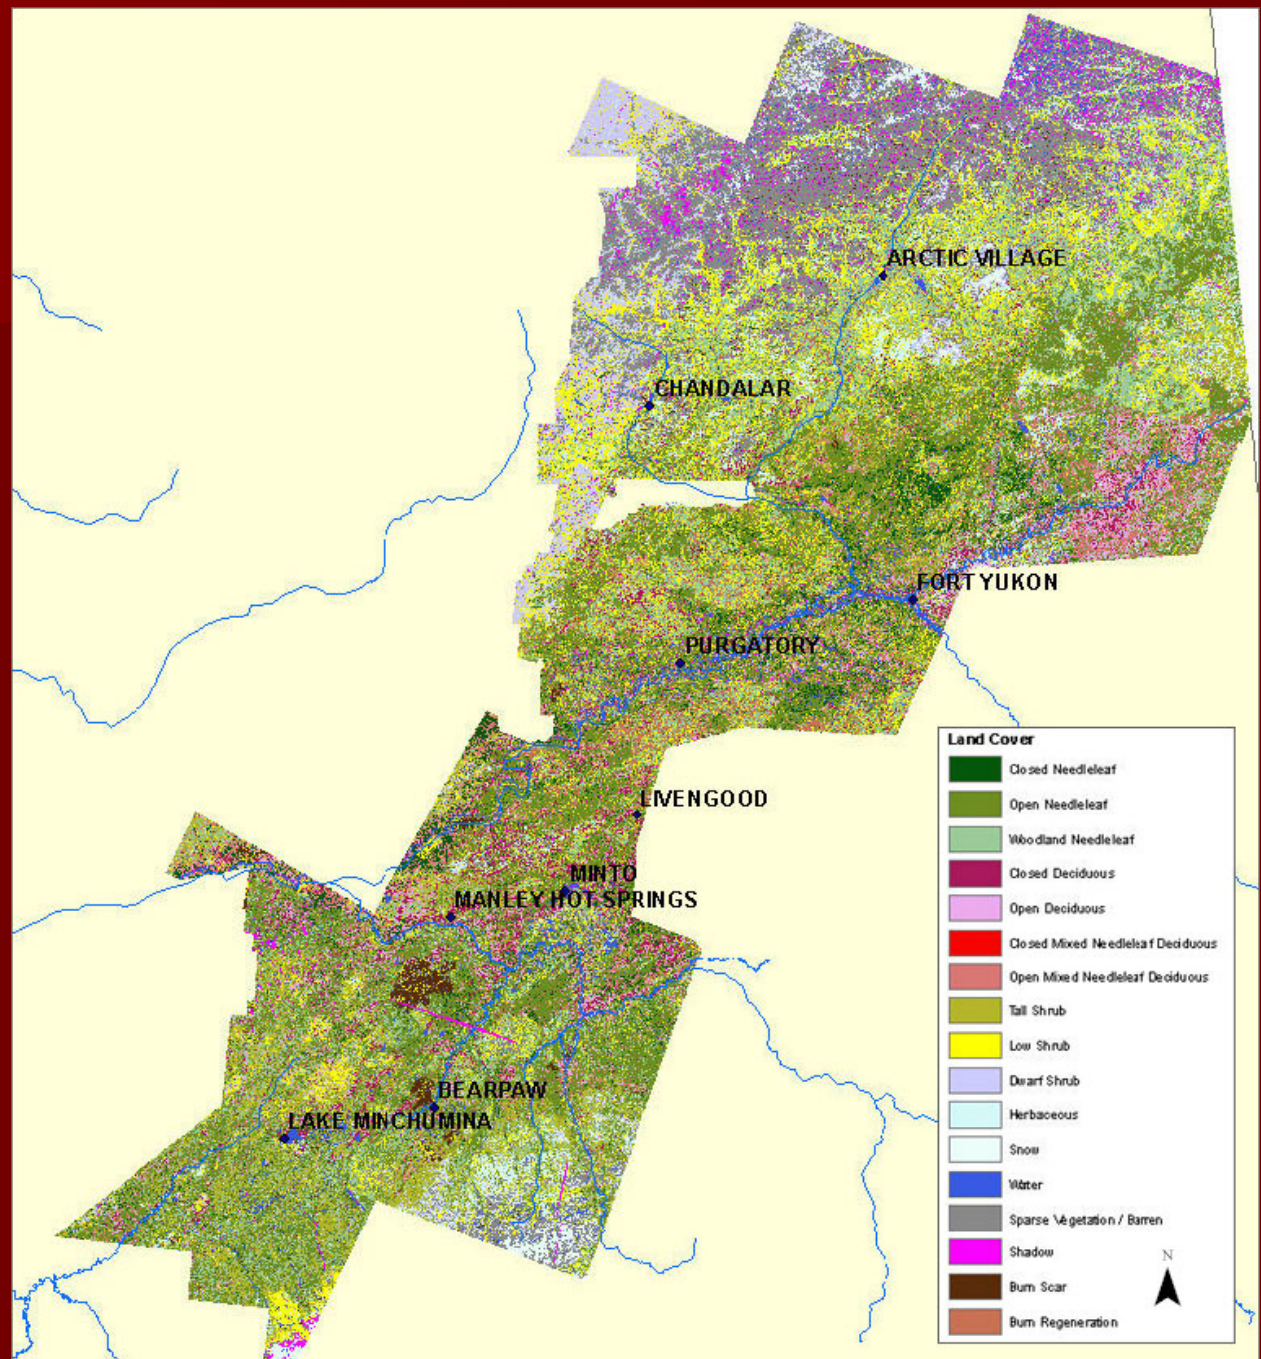 ARCTIC VILLAGE
CHANDALAR
FORT YUKON
PURGATORY
LIVENGOOD
MINTO
MANLEY HOT SPRINGS
BEARPAW
LAKE MINCHUMINA
Land Cover
Closed Needleleaf
Open Needleleaf
Woodland Needleleaf
Closed Deciduous
Open Deciduous
Closed Mixed Needleleaf Deciduous
Open Mixed Needleleaf Deciduous
Tall Shrub
Low Shrub
Dwarf Shrub
Herbaceous
Snow
Water
Sparse Vegetation / Barren
Shadow
N
Burn Scar
Burn Regeneration